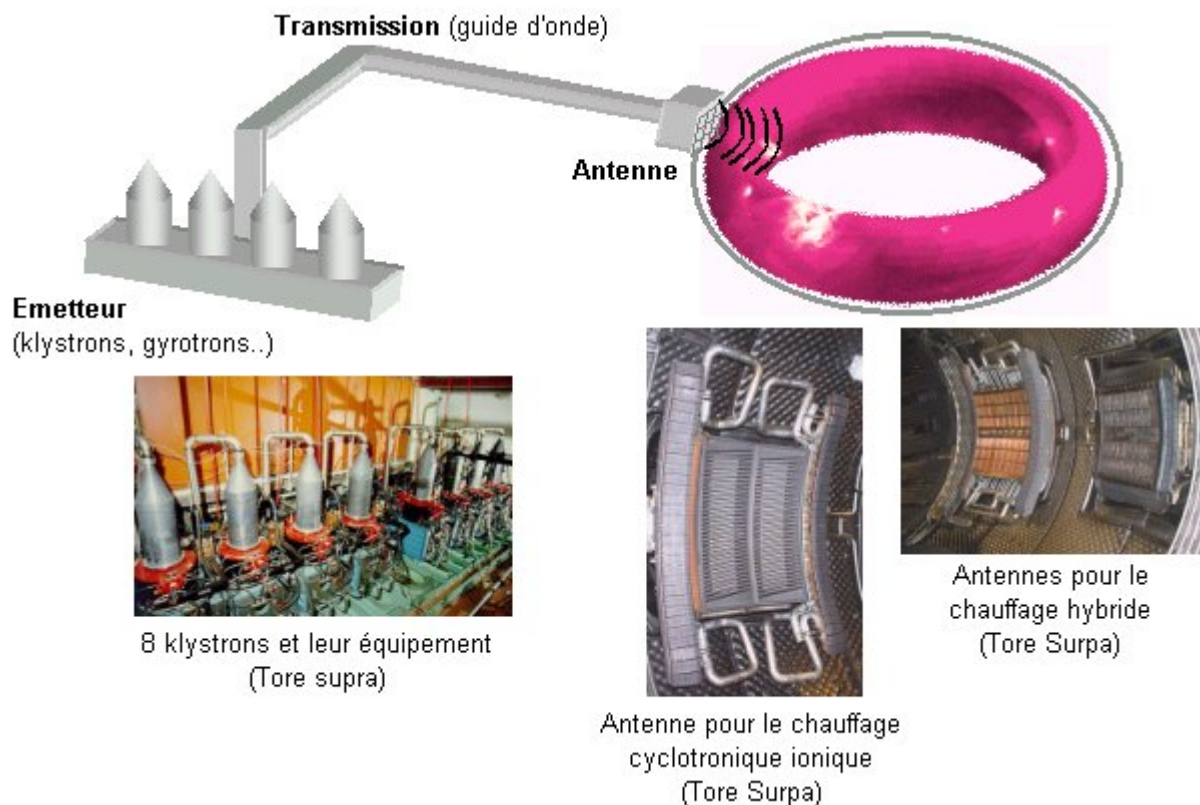 Transmission (guide d'onde)
Antenne
Emetteur
(klystrons, gyrotrons..)
8 klystrons et leur équipement
(Tore supra)
Antenne pour le chauffage
cyclotronique ionique
(Tore Surpa)
Antennes pour le
chauffage hybride
(Tore Surpa)